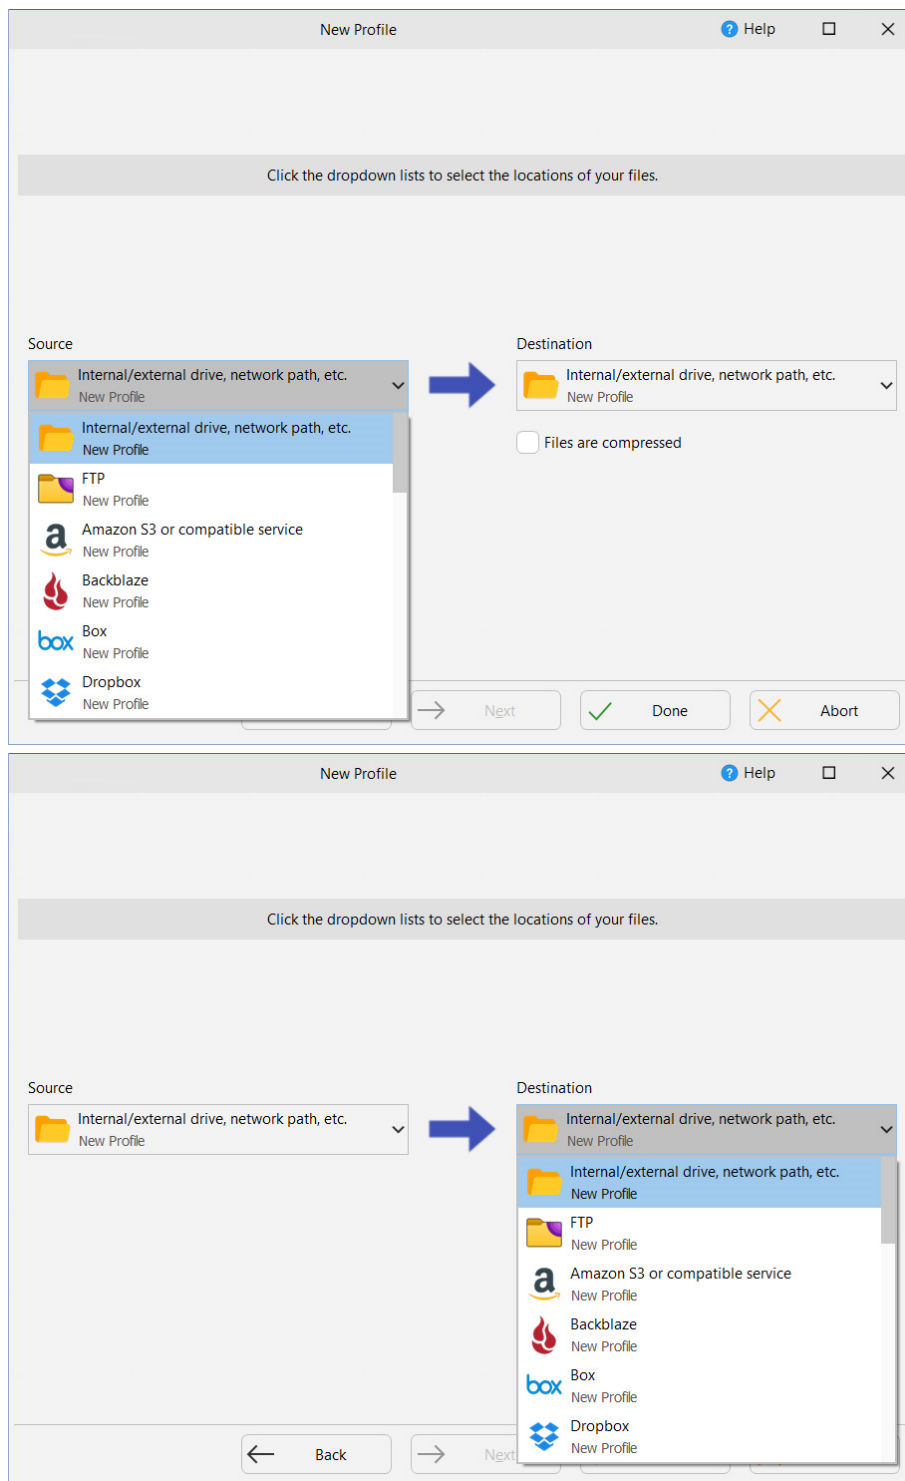 New Profile
Help
Click the dropdown lists to select the locations of your files.
Source
Destination
Internal/external drive, network path, etc.
New Profile
Internal/external drive, network path, etc.
New Profile
Internal/external drive, network path, etc.
New Profile
FTP
New Profile
a Amazon S3 or compatible service
New Profile
Backblaze
New Profile
box Box
New Profile
Dropbox
New Profile
Files are compressed
Next
Done
Abort
New Profile
Help
Click the dropdown lists to select the locations of your files.
Source
Destination
Internal/external drive, network path, etc.
New Profile
Internal/external drive, network path, etc.
New Profile
Internal/external drive, network path, etc.
New Profile
FTP
New Profile
a Amazon S3 or compatible service
New Profile
Backblaze
New Profile
box Box
New Profile
Dropbox
New Profile
Back
Next